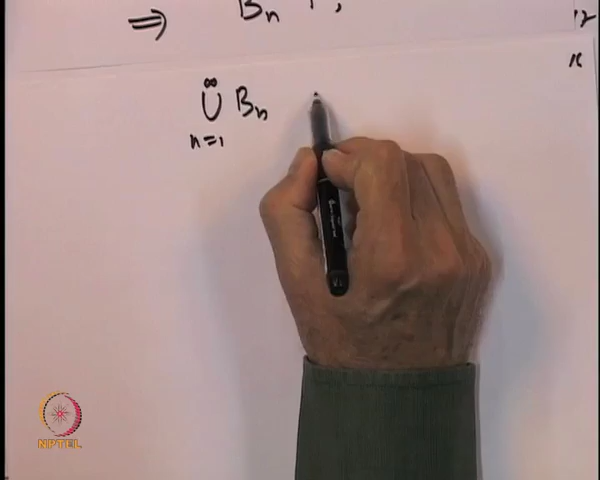 ⇒ Bn ↑,
∞
∪ Bn
n=1
NPTEL